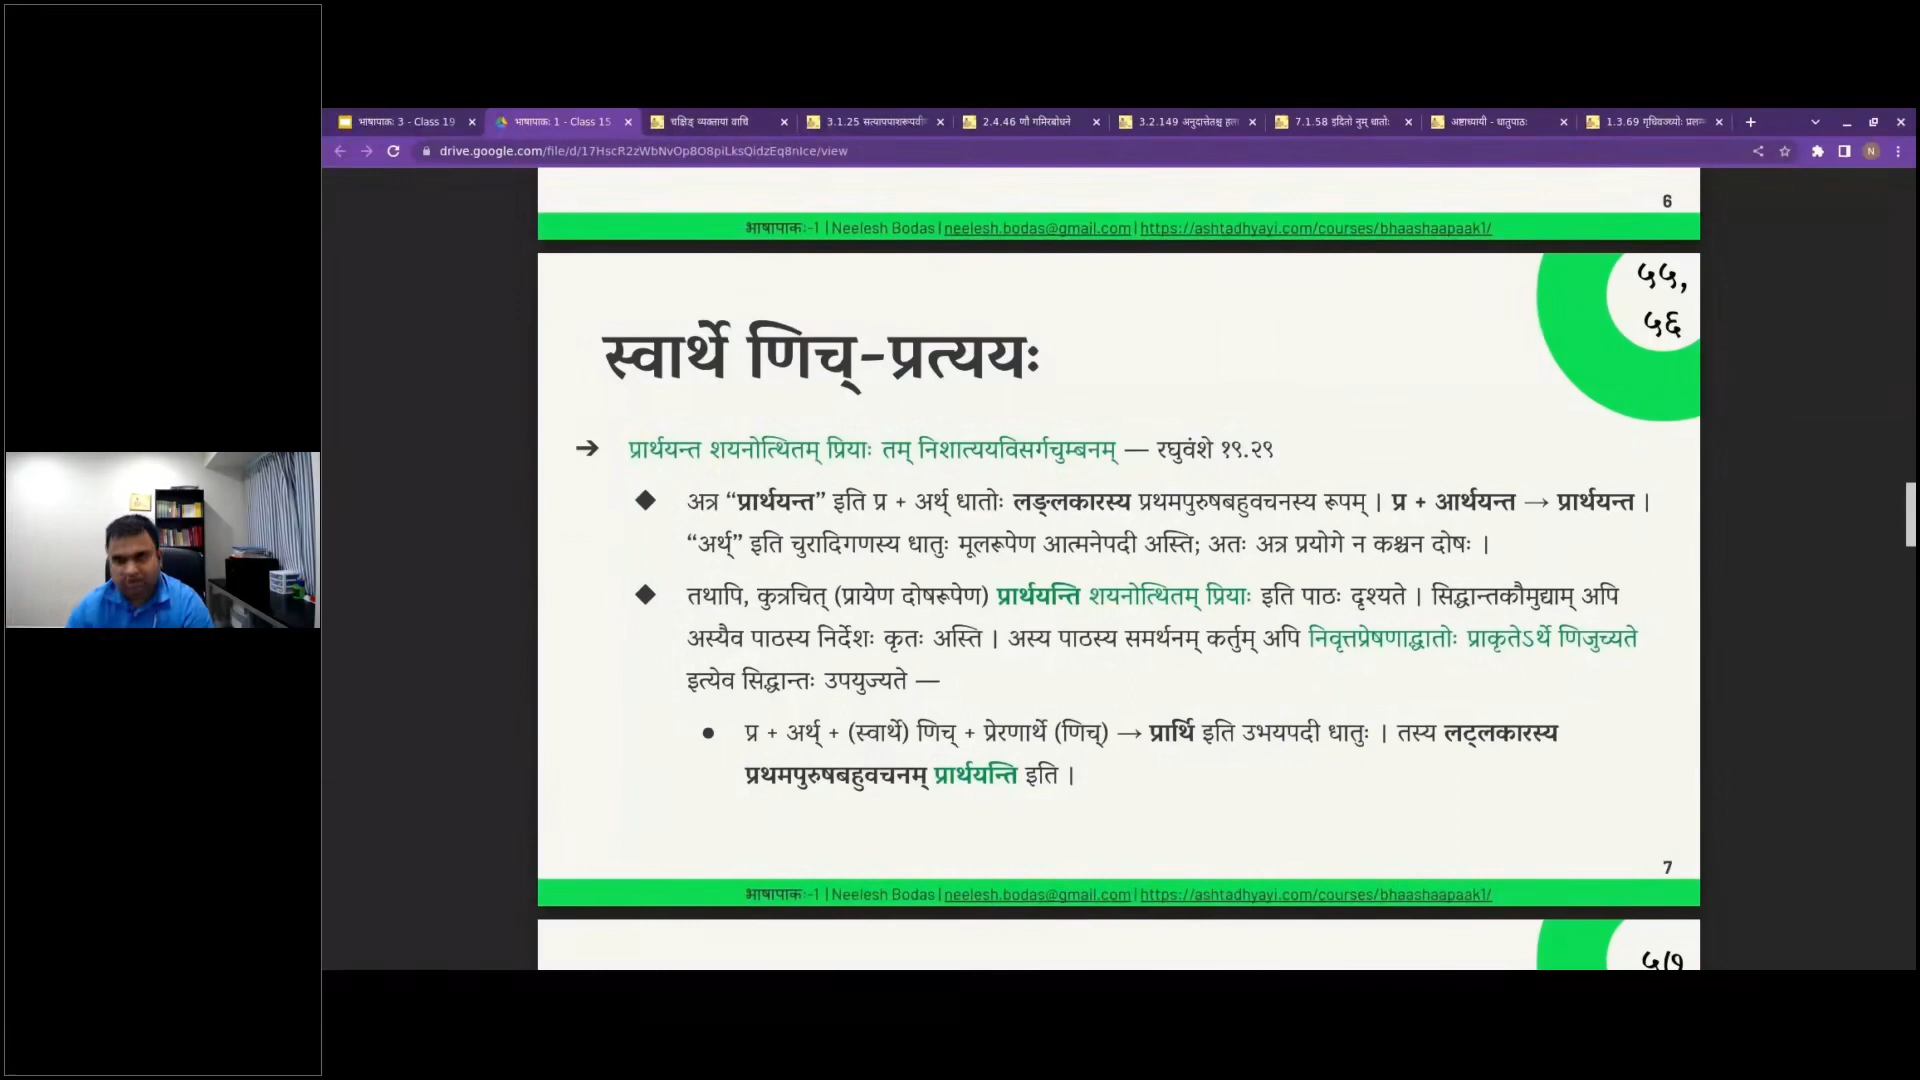 भाषापाकः 3 - Class 19
भाषापाकः 1 - Class 15
चक्षिङ् व्यक्तायां वाचि
3.1.25 सत्यापपाशरूपवी
2.4.46 णौ गमिरबोधने
3.2.149 अनुदात्तेतश्च हल
7.1.58 इदितो नुम् धातोः
अष्टाध्यायी - धातुपाठः
1.3.69 गृधिवञ्च्योः प्रलम्
drive.google.com/file/d/17HscR2zWbNvOp8O8piLksQidzEq8nIce/view
N
6
भाषापाकः-1 | Neelesh Bodas | neelesh.bodas@gmail.com | https://ashtadhyayi.com/courses/bhaashaapaak1/
५५,
५६
स्वार्थे णिच्-प्रत्ययः
➔ प्रार्थयन्त शयनोत्थितम् प्रियाः तम् निशात्ययविसर्गचुम्बनम् — रघुवंशे १९.२९
◆ अत्र “प्रार्थयन्त” इति प्र + अर्थ् धातोः लङ्लकारस्य प्रथमपुरुषबहुवचनस्य रूपम् | प्र + आर्थयन्त → प्रार्थयन्त |
“अर्थ्” इति चुरादिगणस्य धातुः मूलरूपेण आत्मनेपदी अस्ति; अतः अत्र प्रयोगे न कश्चन दोषः |
◆ तथापि, कुत्रचित् (प्रायेण दोषरूपेण) प्रार्थयन्ति शयनोत्थितम् प्रियाः इति पाठः दृश्यते | सिद्धान्तकौमुद्याम् अपि
अस्यैव पाठस्य निर्देशः कृतः अस्ति | अस्य पाठस्य समर्थनम् कर्तुम् अपि निवृत्तप्रेषणाद्धातोः प्राकृतेऽर्थे णिजुच्यते
इत्येव सिद्धान्तः उपयुज्यते —
● प्र + अर्थ् + (स्वार्थे) णिच् + प्रेरणार्थे (णिच्) → प्रार्थि इति उभयपदी धातुः | तस्य लट्लकारस्य
प्रथमपुरुषबहुवचनम् प्रार्थयन्ति इति |
7
भाषापाकः-1 | Neelesh Bodas | neelesh.bodas@gmail.com | https://ashtadhyayi.com/courses/bhaashaapaak1/
५७